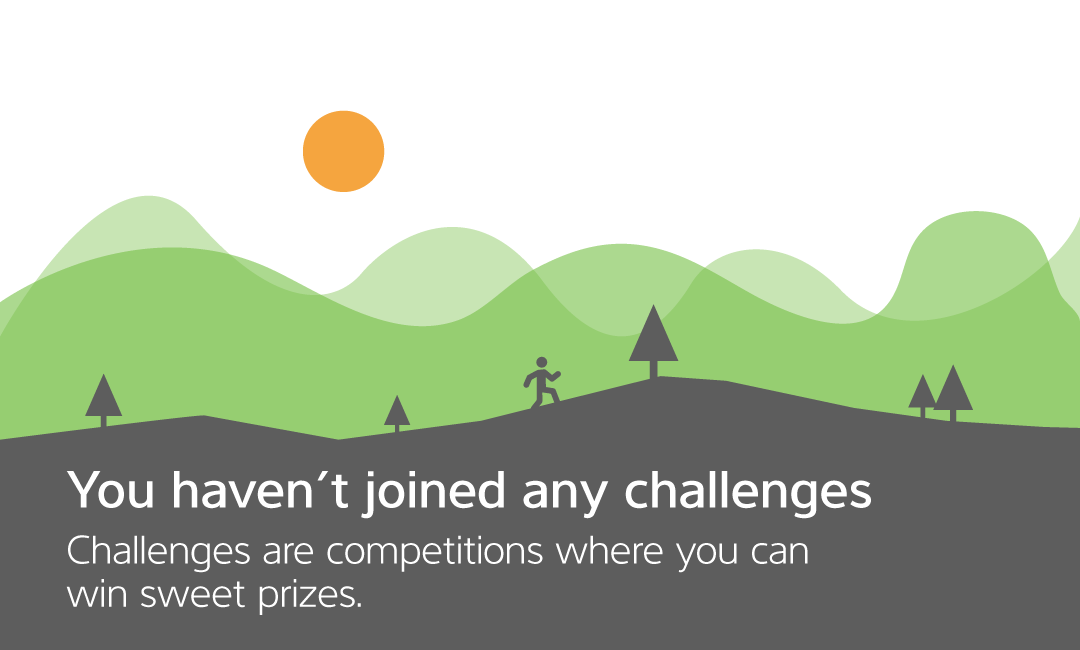 You haven´t joined any challenges
Challenges are competitions where you can
win sweet prizes.